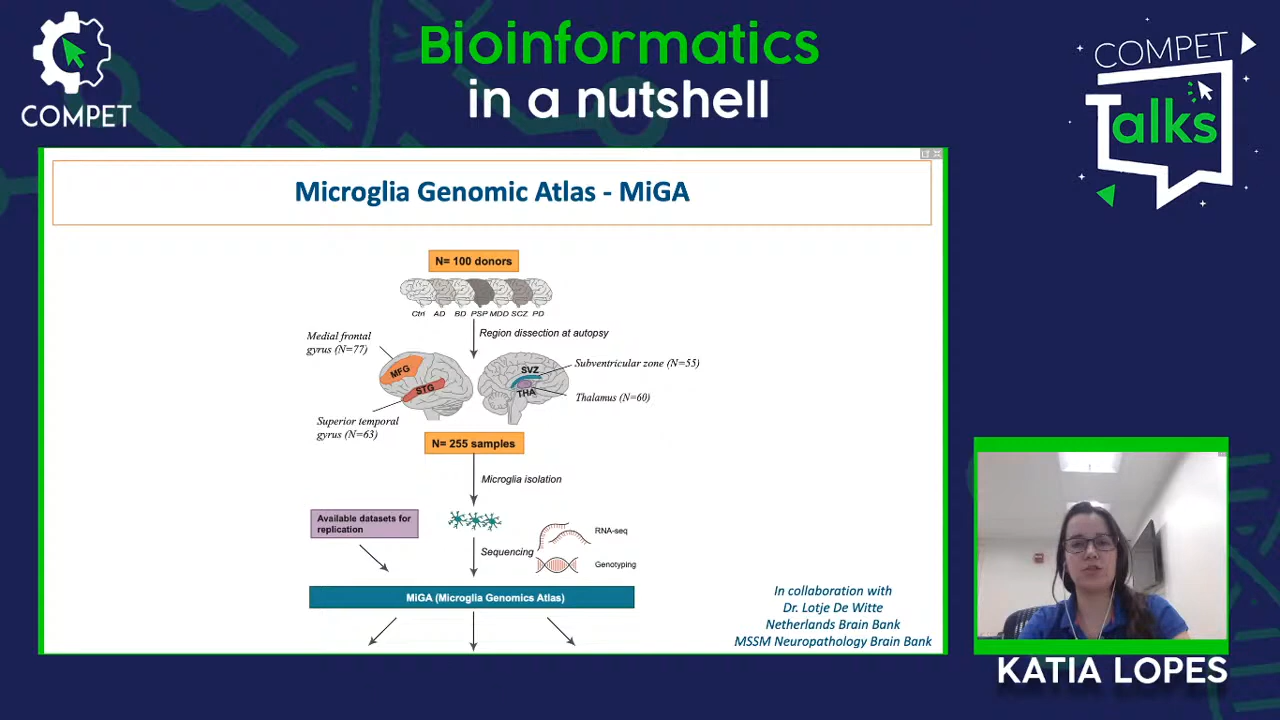 Bioinformatics
in a nutshell
COMPET
COMPET
Talks
Microglia Genomic Atlas - MiGA
N= 100 donors
Ctrl AD BD PSP MDD SCZ PD
Region dissection at autopsy
Medial frontal
gyrus (N=77)
MFG
STG
Superior temporal
gyrus (N=63)
SVZ
THA
Subventricular zone (N=55)
Thalamus (N=60)
N= 255 samples
Microglia isolation
Available datasets for
replication
Sequencing
RNA-seq
Genotyping
MiGA (Microglia Genomics Atlas)
In collaboration with
Dr. Lotje De Witte
Netherlands Brain Bank
MSSM Neuropathology Brain Bank
KATIA LOPES